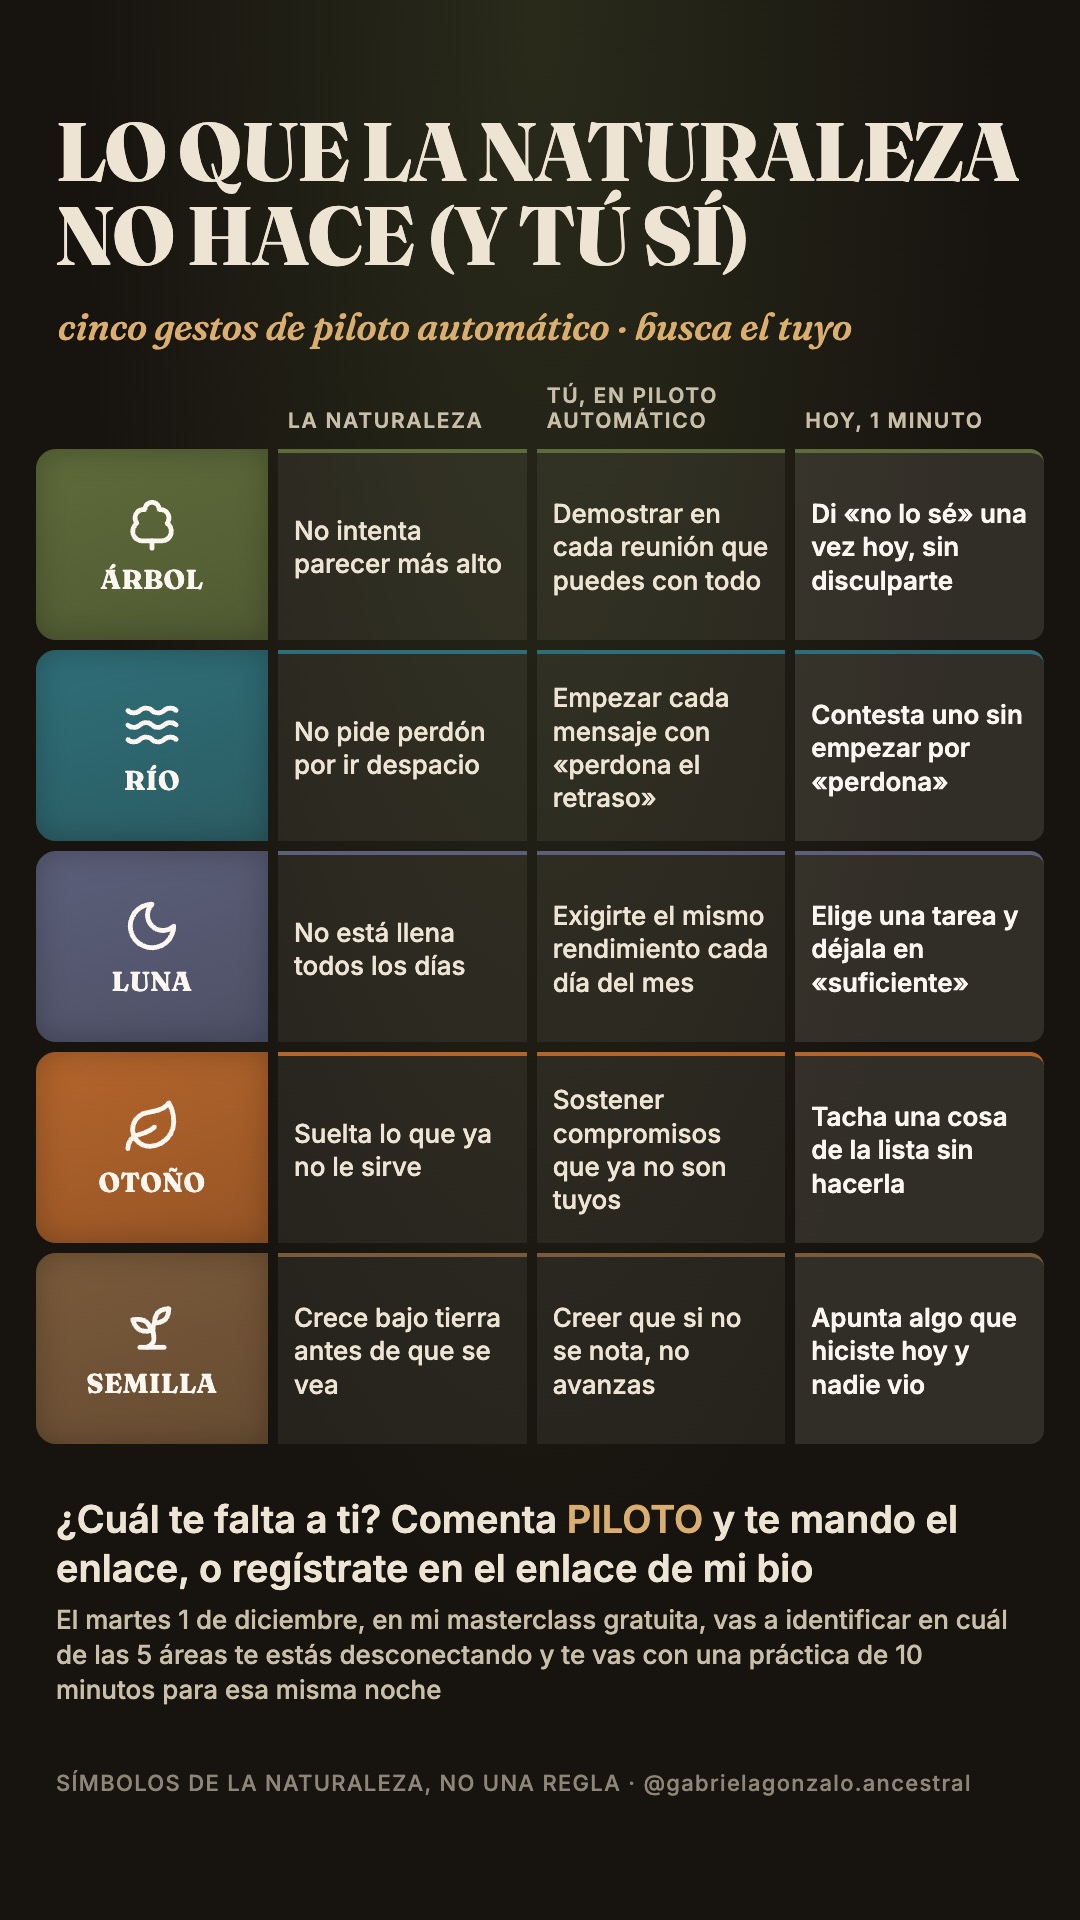 LO QUE LA NATURALEZA
NO HACE (Y TÚ SÍ)
cinco gestos de piloto automático · busca el tuyo
LA NATURALEZA
TÚ, EN PILOTO
AUTOMÁTICO
HOY, 1 MINUTO
ÁRBOL
No intenta
parecer más alto
Demostrar en
cada reunión que
puedes con todo
Di «no lo sé» una
vez hoy, sin
disculparte
RÍO
No pide perdón
por ir despacio
Empezar cada
mensaje con
«perdona el
retraso»
Contesta uno sin
empezar por
«perdona»
LUNA
No está llena
todos los días
Exigirte el mismo
rendimiento cada
día del mes
Elige una tarea y
déjala en
«suficiente»
OTOÑO
Suelta lo que ya
no le sirve
Sostener
compromisos
que ya no son
tuyos
Tacha una cosa
de la lista sin
hacerla
SEMILLA
Crece bajo tierra
antes de que se
vea
Creer que si no
se nota, no
avanzas
Apunta algo que
hiciste hoy y
nadie vio
¿Cuál te falta a ti? Comenta PILOTO y te mando el
enlace, o regístrate en el enlace de mi bio
El martes 1 de diciembre, en mi masterclass gratuita, vas a identificar en cuál
de las 5 áreas te estás desconectando y te vas con una práctica de 10
minutos para esa misma noche
SÍMBOLOS DE LA NATURALEZA, NO UNA REGLA · @gabrielagonzalo.ancestral